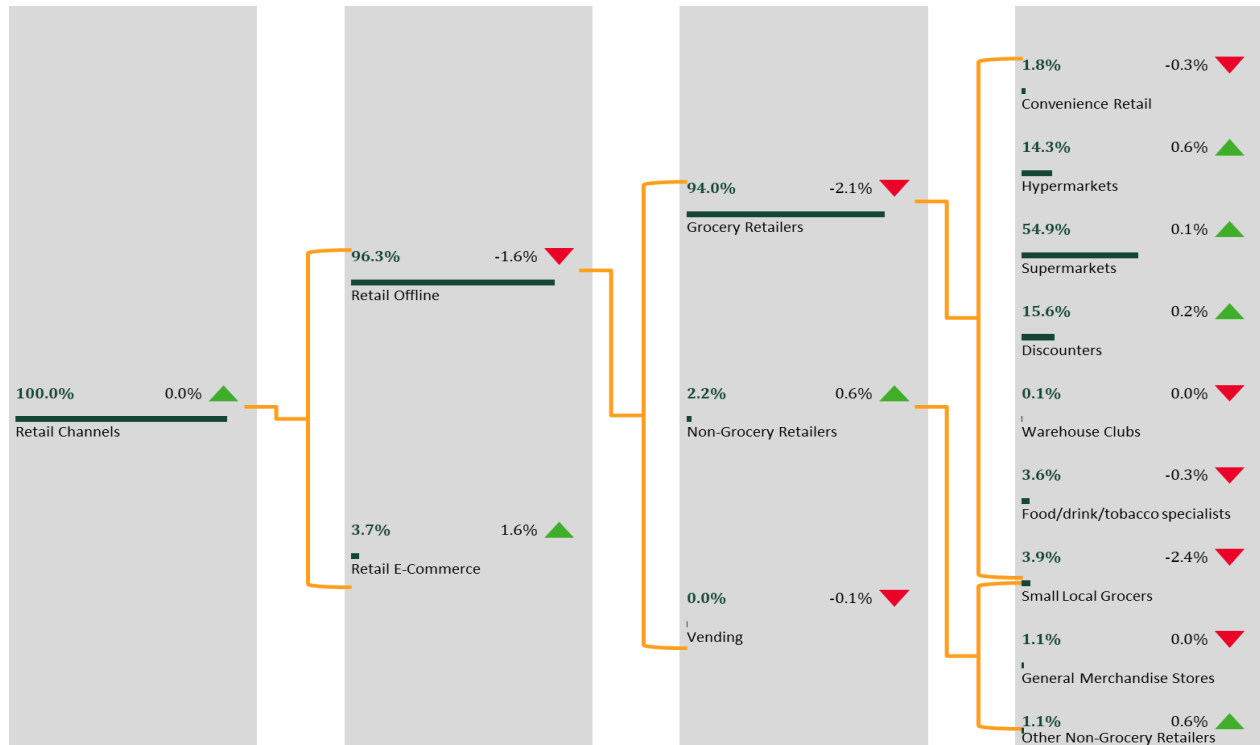 100.0% 0.0%
Retail Channels
96.3% -1.6%
Retail Offline
3.7% 1.6%
Retail E-Commerce
94.0% -2.1%
Grocery Retailers
2.2% 0.6%
Non-Grocery Retailers
0.0% -0.1%
Vending
1.8% -0.3%
Convenience Retail
14.3% 0.6%
Hypermarkets
54.9% 0.1%
Supermarkets
15.6% 0.2%
Discounters
0.1% 0.0%
Warehouse Clubs
3.6% -0.3%
Food/drink/tobacco specialists
3.9% -2.4%
Small Local Grocers
1.1% 0.0%
General Merchandise Stores
1.1% 0.6%
Other Non-Grocery Retailers